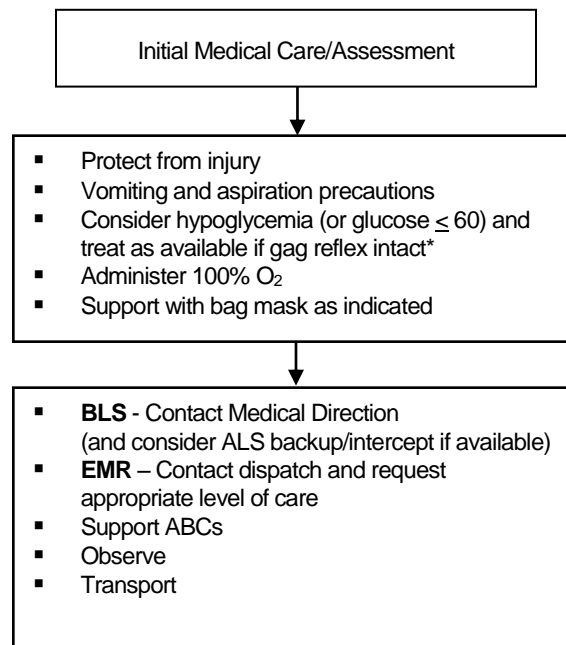 Initial Medical Care/Assessment
▪ Protect from injury
▪ Vomiting and aspiration precautions
▪ Consider hypoglycemia (or glucose ≤ 60) and
treat as available if gag reflex intact*
▪ Administer 100% O₂
▪ Support with bag mask as indicated
▪ BLS - Contact Medical Direction
(and consider ALS backup/intercept if available)
▪ EMR – Contact dispatch and request
appropriate level of care
▪ Support ABCs
▪ Observe
▪ Transport